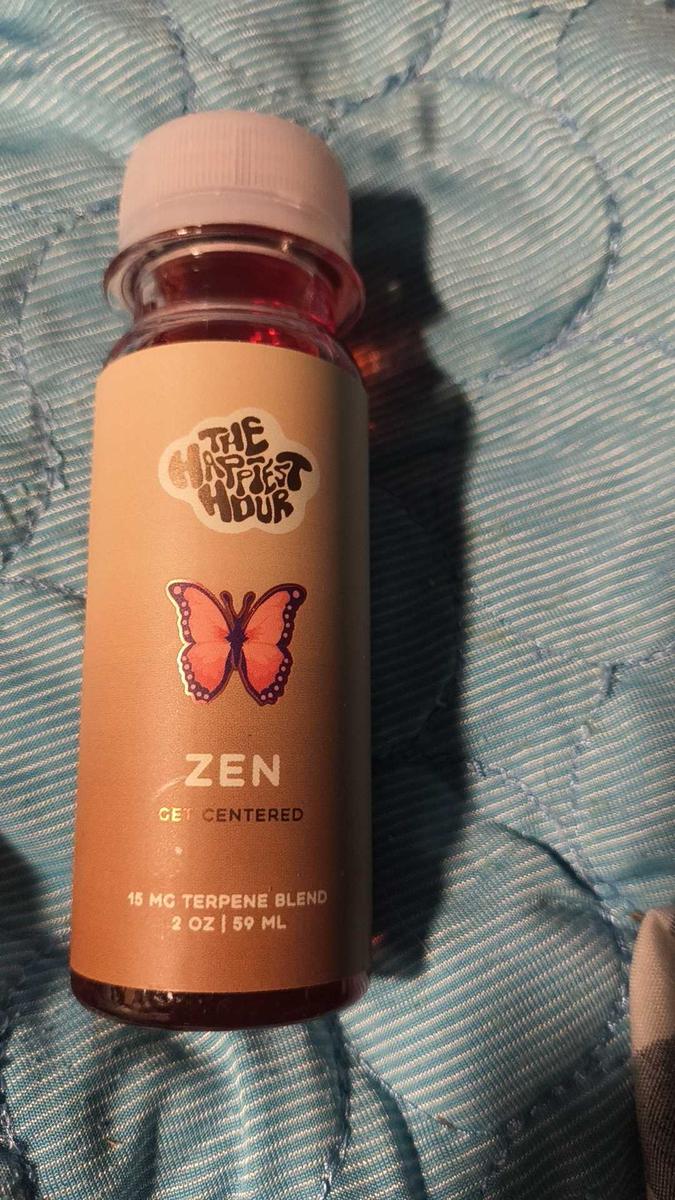 THE
HAPPIEST
HOUR
ZEN
GET CENTERED
15 MG TERPENE BLEND
2 OZ | 59 ML